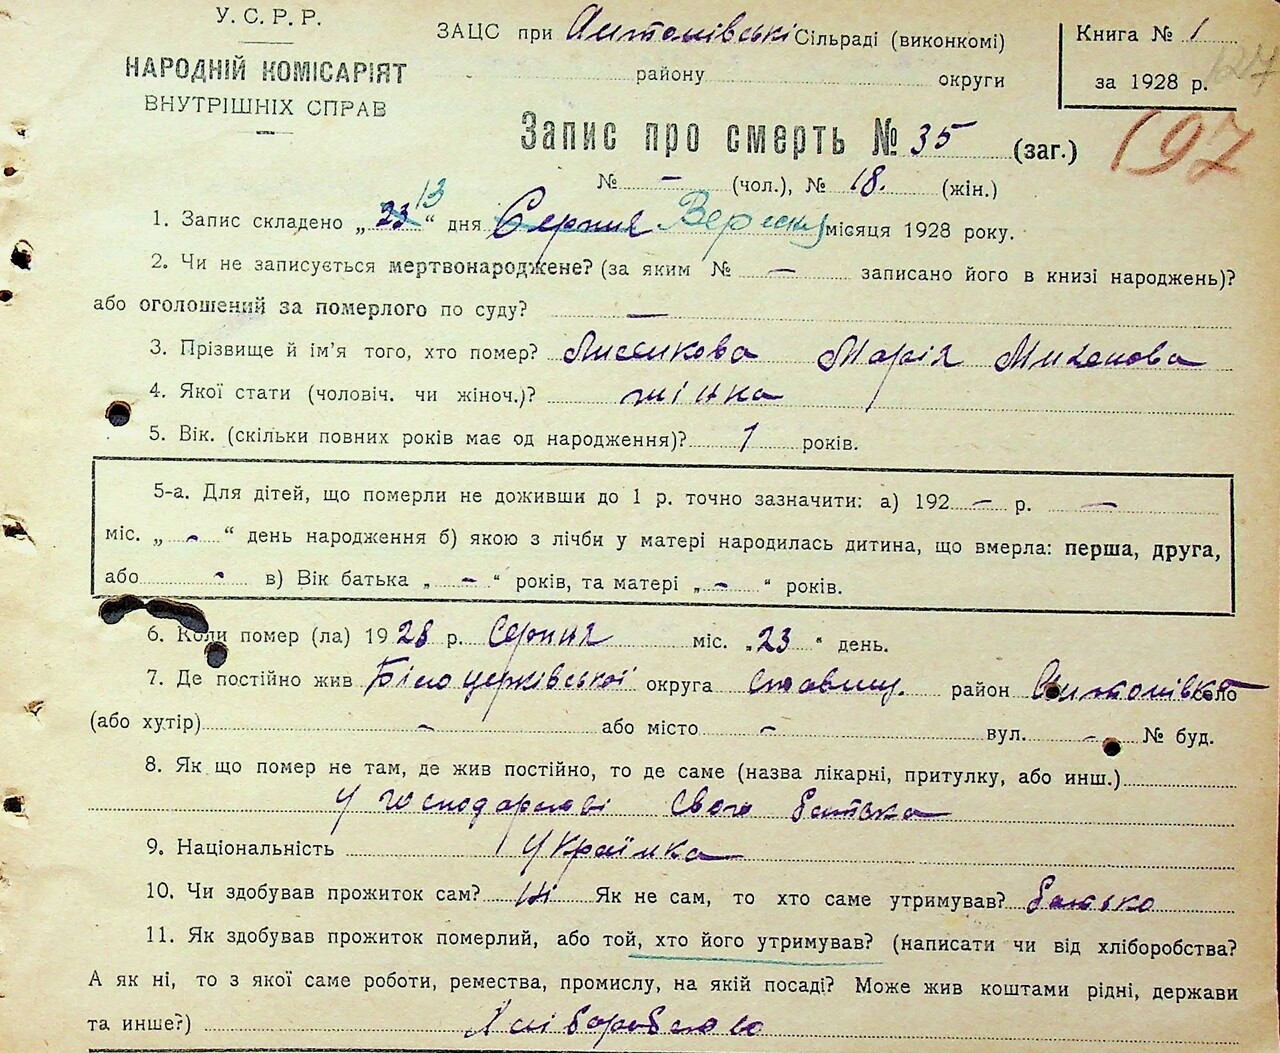 У. С. Р. Р.
НАРОДНІЙ КОМІСАРІЯТ
ВНУТРІШНІХ СПРАВ
ЗАЦС при Антонівські Сільраді (виконкомі)
району округи
Книга № 1
за 1928 р.
127
197
Запис про смерть № 35 (заг.)
№ – (чол.), № 18. (жін.)
1. Запис складено „23 13“ дня Серпня Вересня місяця 1928 року.
2. Чи не записується мертвонароджене? (за яким № – записано його в книзі народжень)?
або оголошений за померлого по суду? –
3. Прізвище й ім'я того, хто помер? Марія
4. Якої стати (чоловіч. чи жіноч.)? жінка
5. Вік. (скільки повних років має од народження)? 1 років.
5-а. Для дітей, що померли не доживши до 1 р. точно зазначити: а) 192 – р. –
міс. „ - “ день народження б) якою з лічби у матері народилась дитина, що вмерла: перша, друга,
або - в) Вік батька „ – “ років, та матері „ – “ років.
6. Коли помер (ла) 1928 р. Серпня міс. „23“ день.
7. Де постійно жив Білоцерківської округа Ставищ. район Антонівка село
(або хутір) – або місто – вул. – № буд.
8. Як що помер не там, де жив постійно, то де саме (назва лікарні, притулку, або инш.)
У господарстві свого батька
9. Національність Українка
10. Чи здобував прожиток сам? Ні Як не сам, то хто саме утримував? батько
11. Як здобував прожиток померлий, або той, хто його утримував? (написати чи від хліборобства?
А як ні, то з якої саме роботи, ремества, промислу, на якій посаді? Може жив коштами рідні, держави
та инше?) Хліборобством